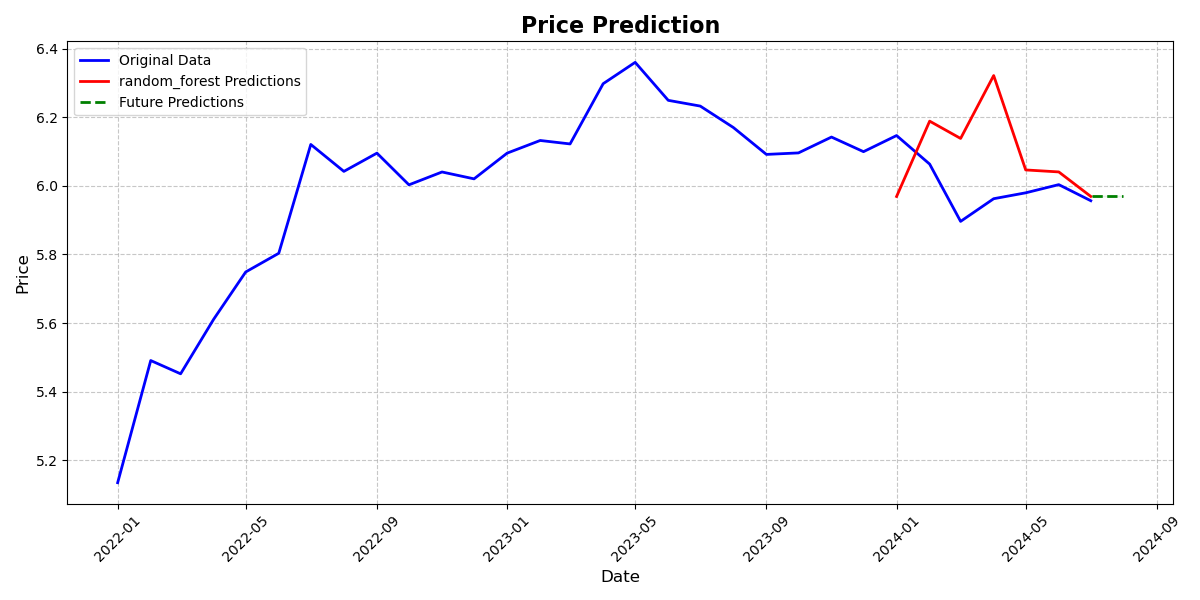 Price Prediction
Original Data
random_forest Predictions
Future Predictions
Price
6.4
6.2
6.0
5.8
5.6
5.4
5.2
2022-01
2022-05
2022-09
2023-01
2023-05
2023-09
2024-01
2024-05
2024-09
Date